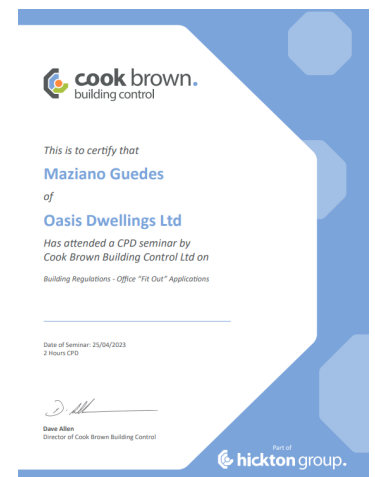 cook brown.
building control
This is to certify that
Maziano Guedes
of
Oasis Dwellings Ltd
Has attended a CPD seminar by
Cook Brown Building Control Ltd on
Building Regulations - Office "Fit Out" Applications
Date of Seminar: 25/04/2023
2 Hours CPD
D. Allen
Dave Allen
Director of Cook Brown Building Control
Part of
hickton group.